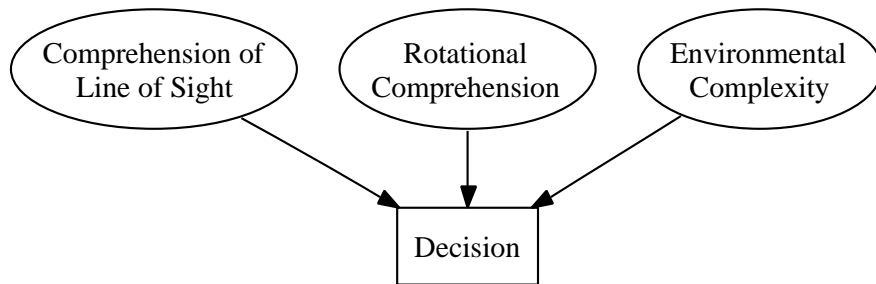 Comprehension of
Line of Sight
Rotational
Comprehension
Environmental
Complexity
Decision